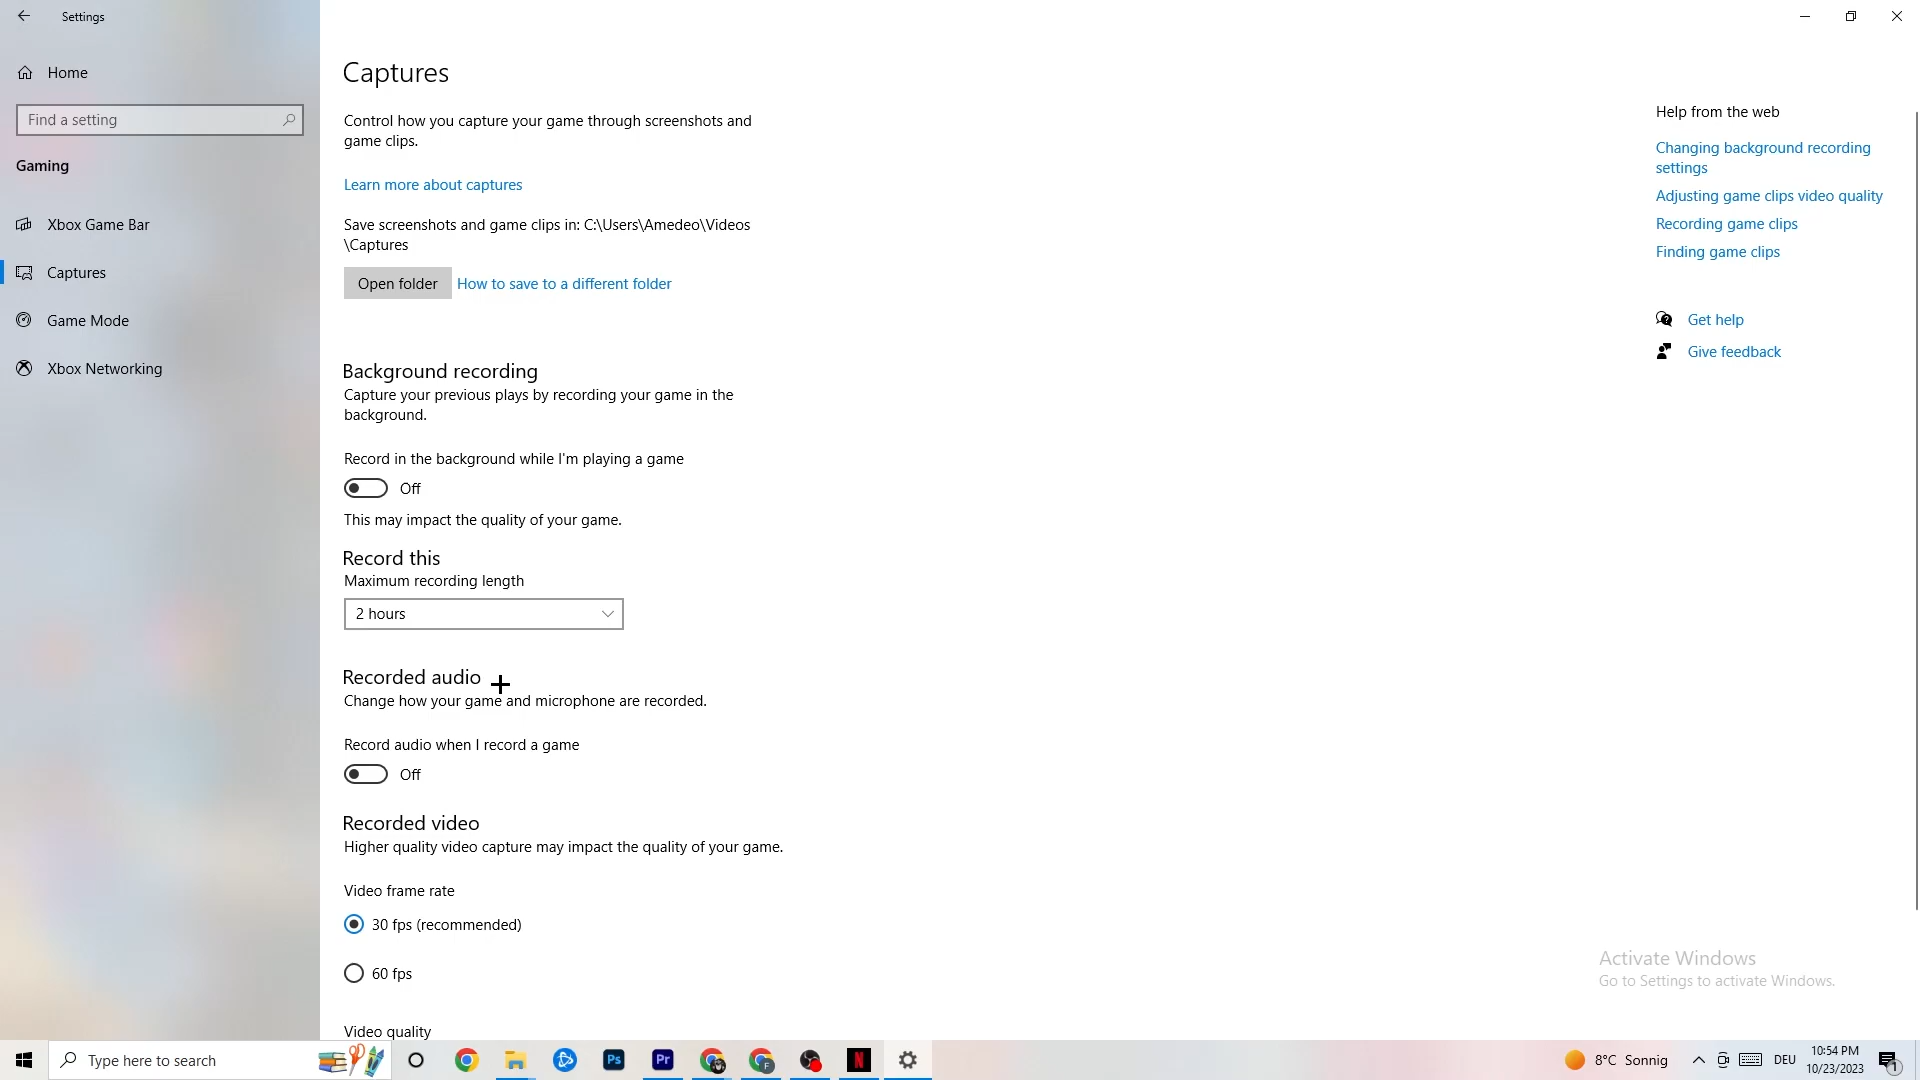 Settings
Home
Find a setting
Gaming
Xbox Game Bar
Captures
Game Mode
Xbox Networking
Captures
Control how you capture your game through screenshots and
game clips.
Learn more about captures
Save screenshots and game clips in: C:\Users\Amedeo\Videos
\Captures
Open folder
How to save to a different folder
Background recording
Capture your previous plays by recording your game in the
background.
Record in the background while I'm playing a game
Off
This may impact the quality of your game.
Record this
Maximum recording length
2 hours
Recorded audio
Change how your game and microphone are recorded.
Record audio when I record a game
Off
Recorded video
Higher quality video capture may impact the quality of your game.
Video frame rate
30 fps (recommended)
60 fps
Video quality
Help from the web
Changing background recording
settings
Adjusting game clips video quality
Recording game clips
Finding game clips
Get help
Give feedback
Activate Windows
Go to Settings to activate Windows.
Type here to search
Ps
Pr
F
N
8°C Sonnig
DEU
10:54 PM
10/23/2023
1